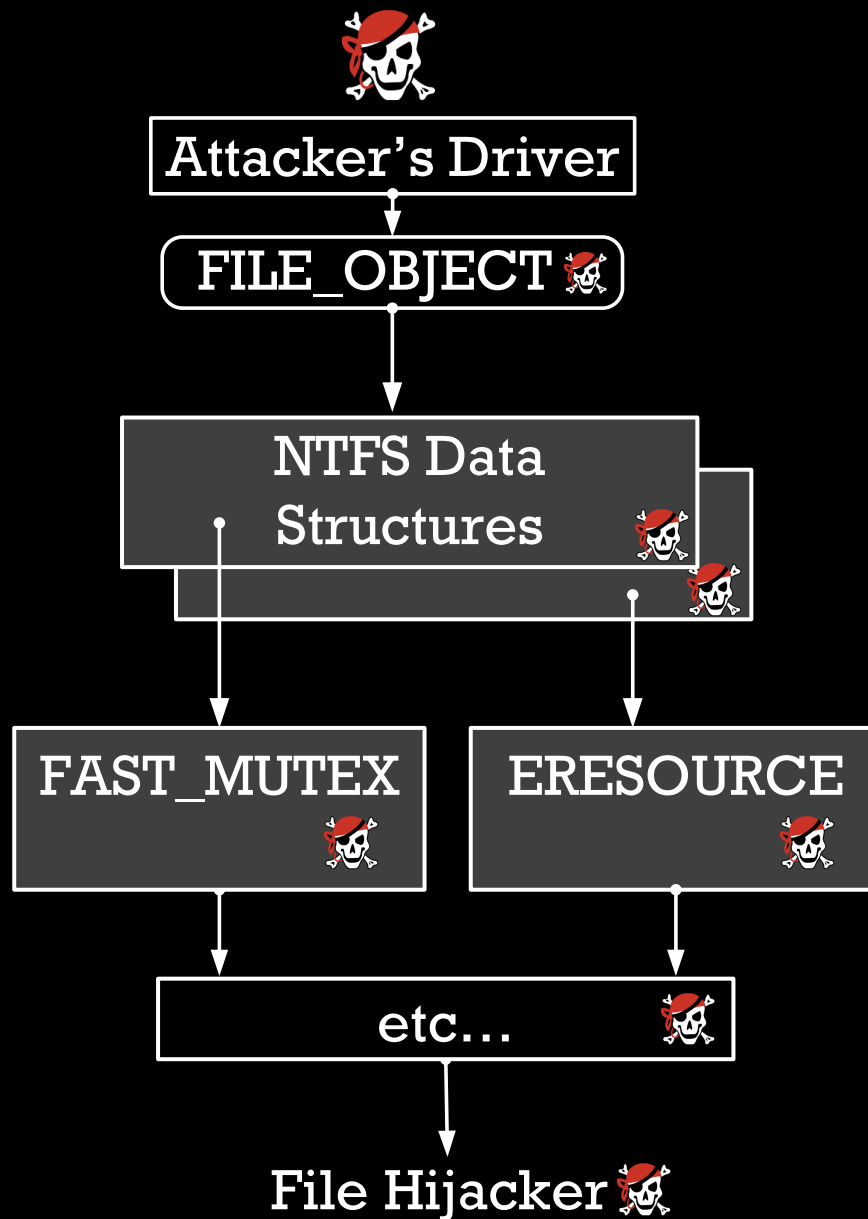 Attacker’s Driver
FILE_OBJECT
NTFS Data
Structures
FAST_MUTEX
ERESOURCE
etc…
File Hijacker